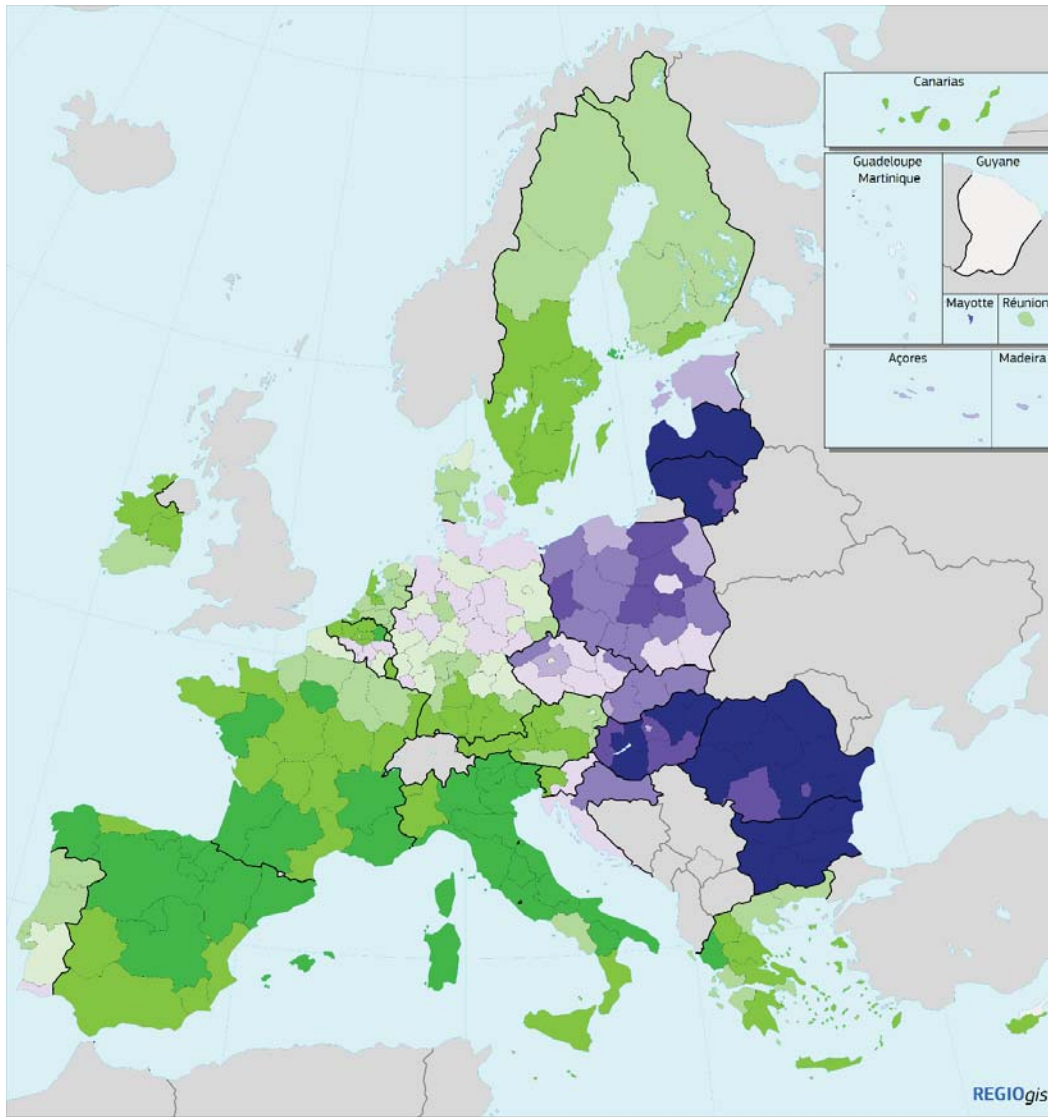 Canarias
Guadeloupe
Martinique
Guyane
Mayotte
Réunion
Açores
Madeira
REGIOgis